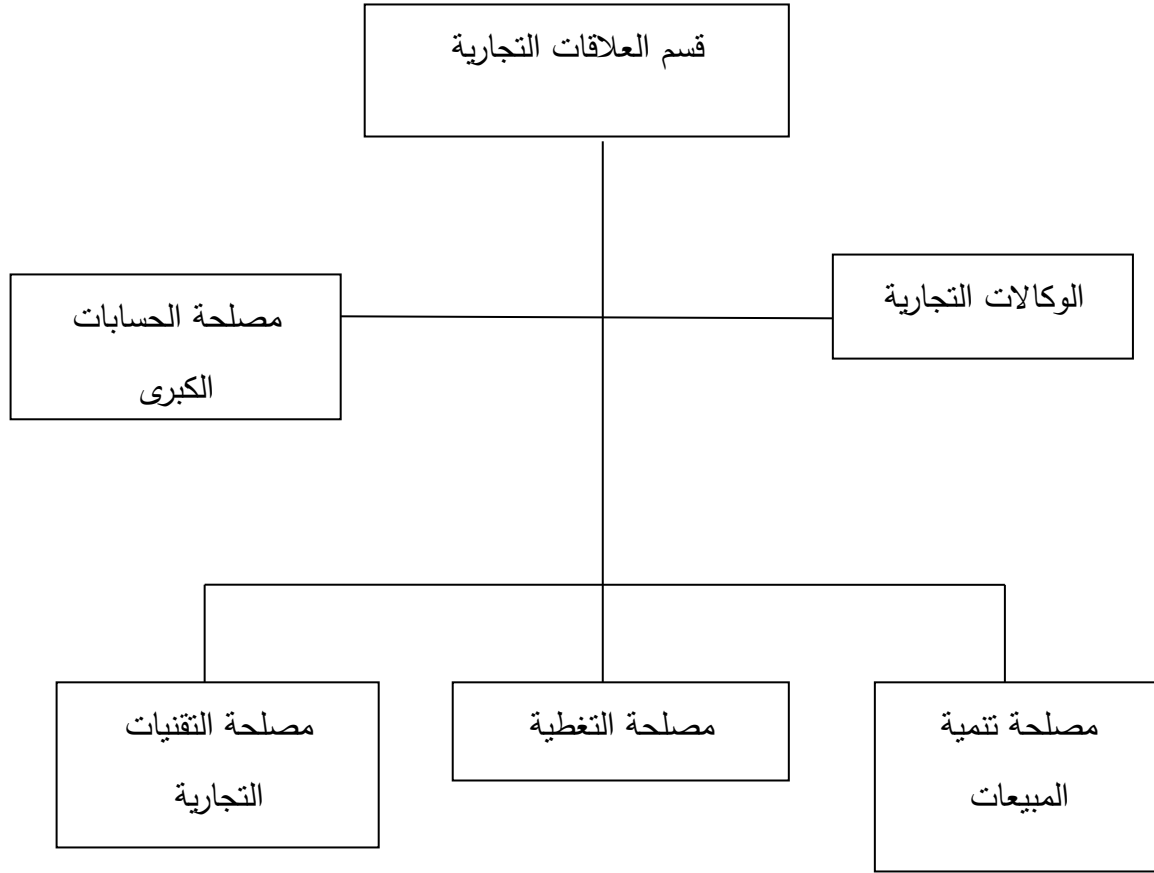 قسم العلاقات التجارية
الوكالات التجارية
مصلحة الحسابات
الكبرى
مصلحة تنمية
المبيعات
مصلحة التغطية
مصلحة التقنيات
التجارية